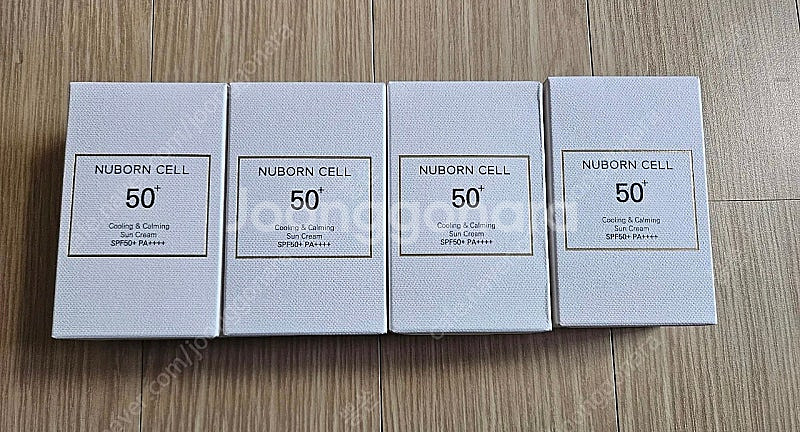 NUBORN CELL
50+
Cooling & Calming
Sun Cream
SPF50+ PA++++
NUBORN CELL
50+
Cooling & Calming
Sun Cream
SPF50+ PA++++
NUBORN CELL
50+
Cooling & Calming
Sun Cream
SPF50+ PA++++
NUBORN CELL
50+
Cooling & Calming
Sun Cream
SPF50+ PA++++
Joonggonara